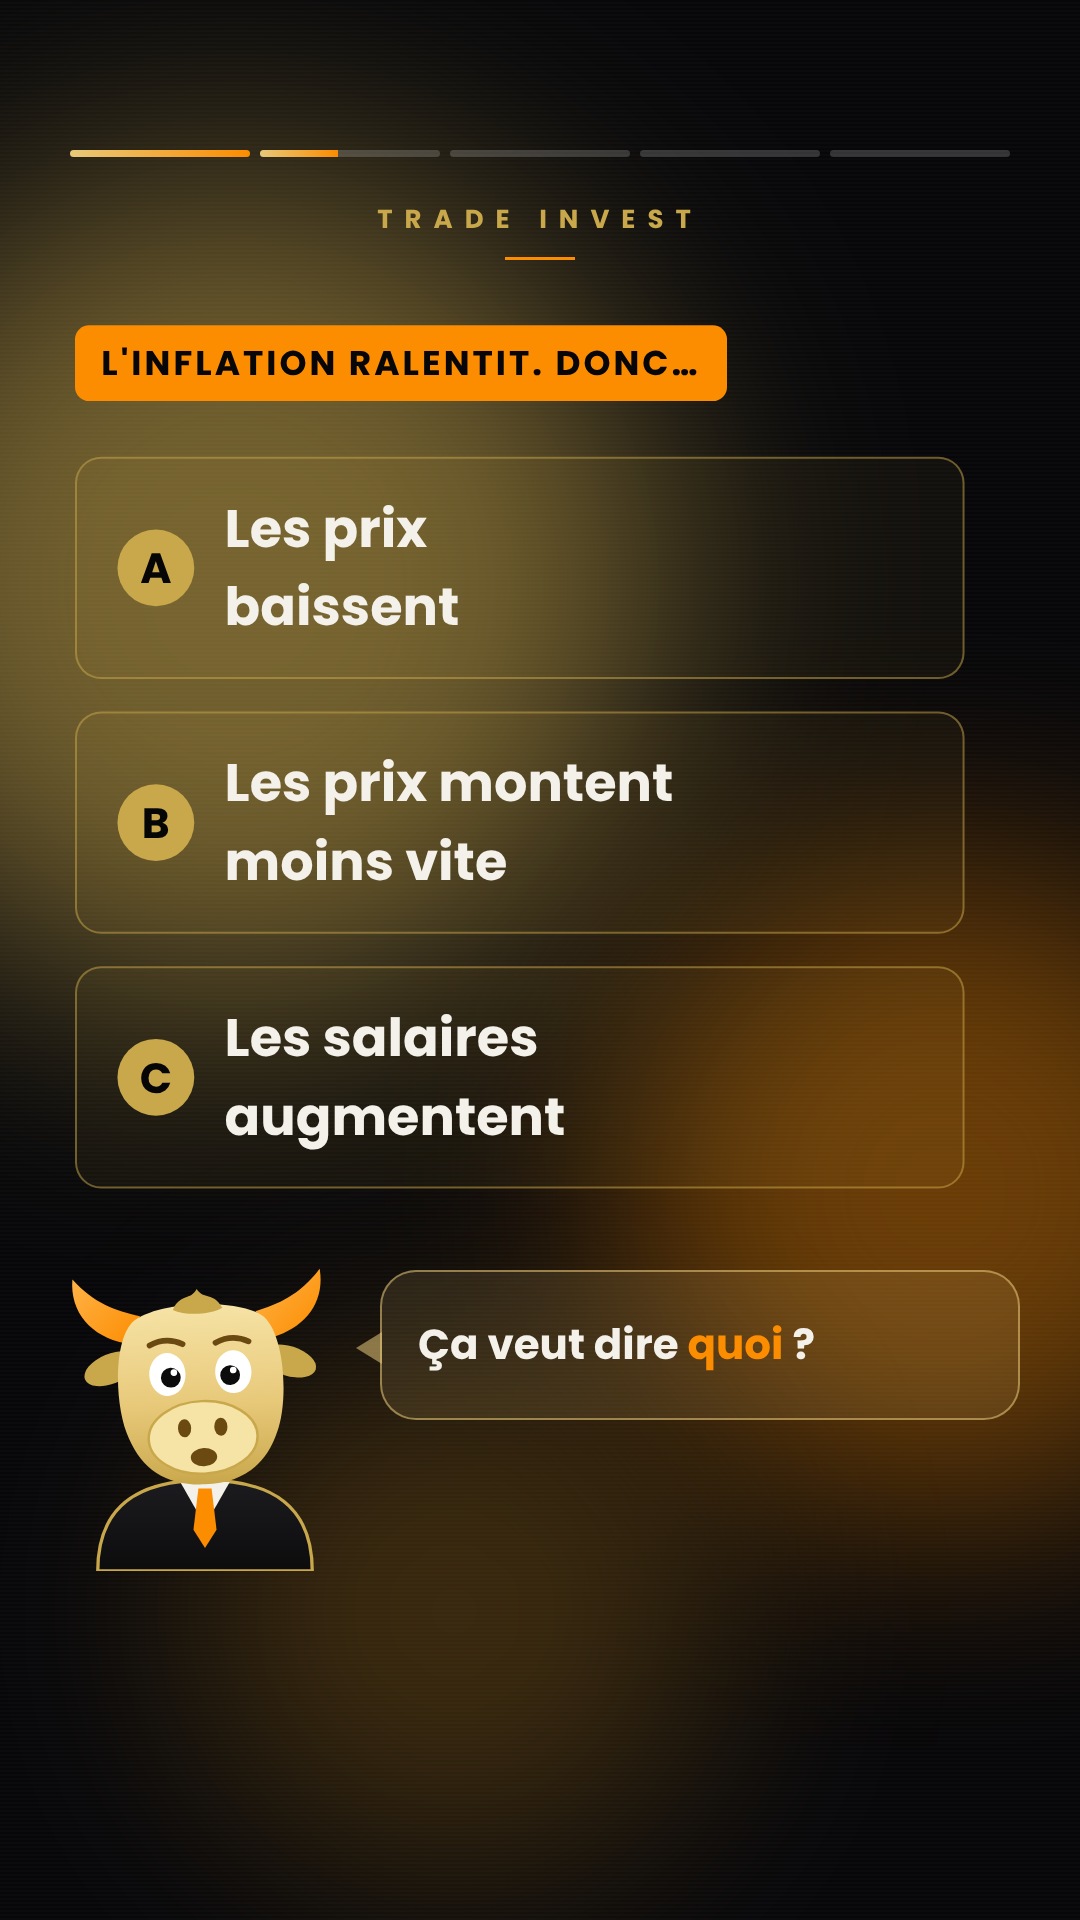 TRADE INVEST
L'INFLATION RALENTIT. DONC...
A
Les prix
baissent
B
Les prix montent
moins vite
C
Les salaires
augmentent
Ça veut dire quoi ?